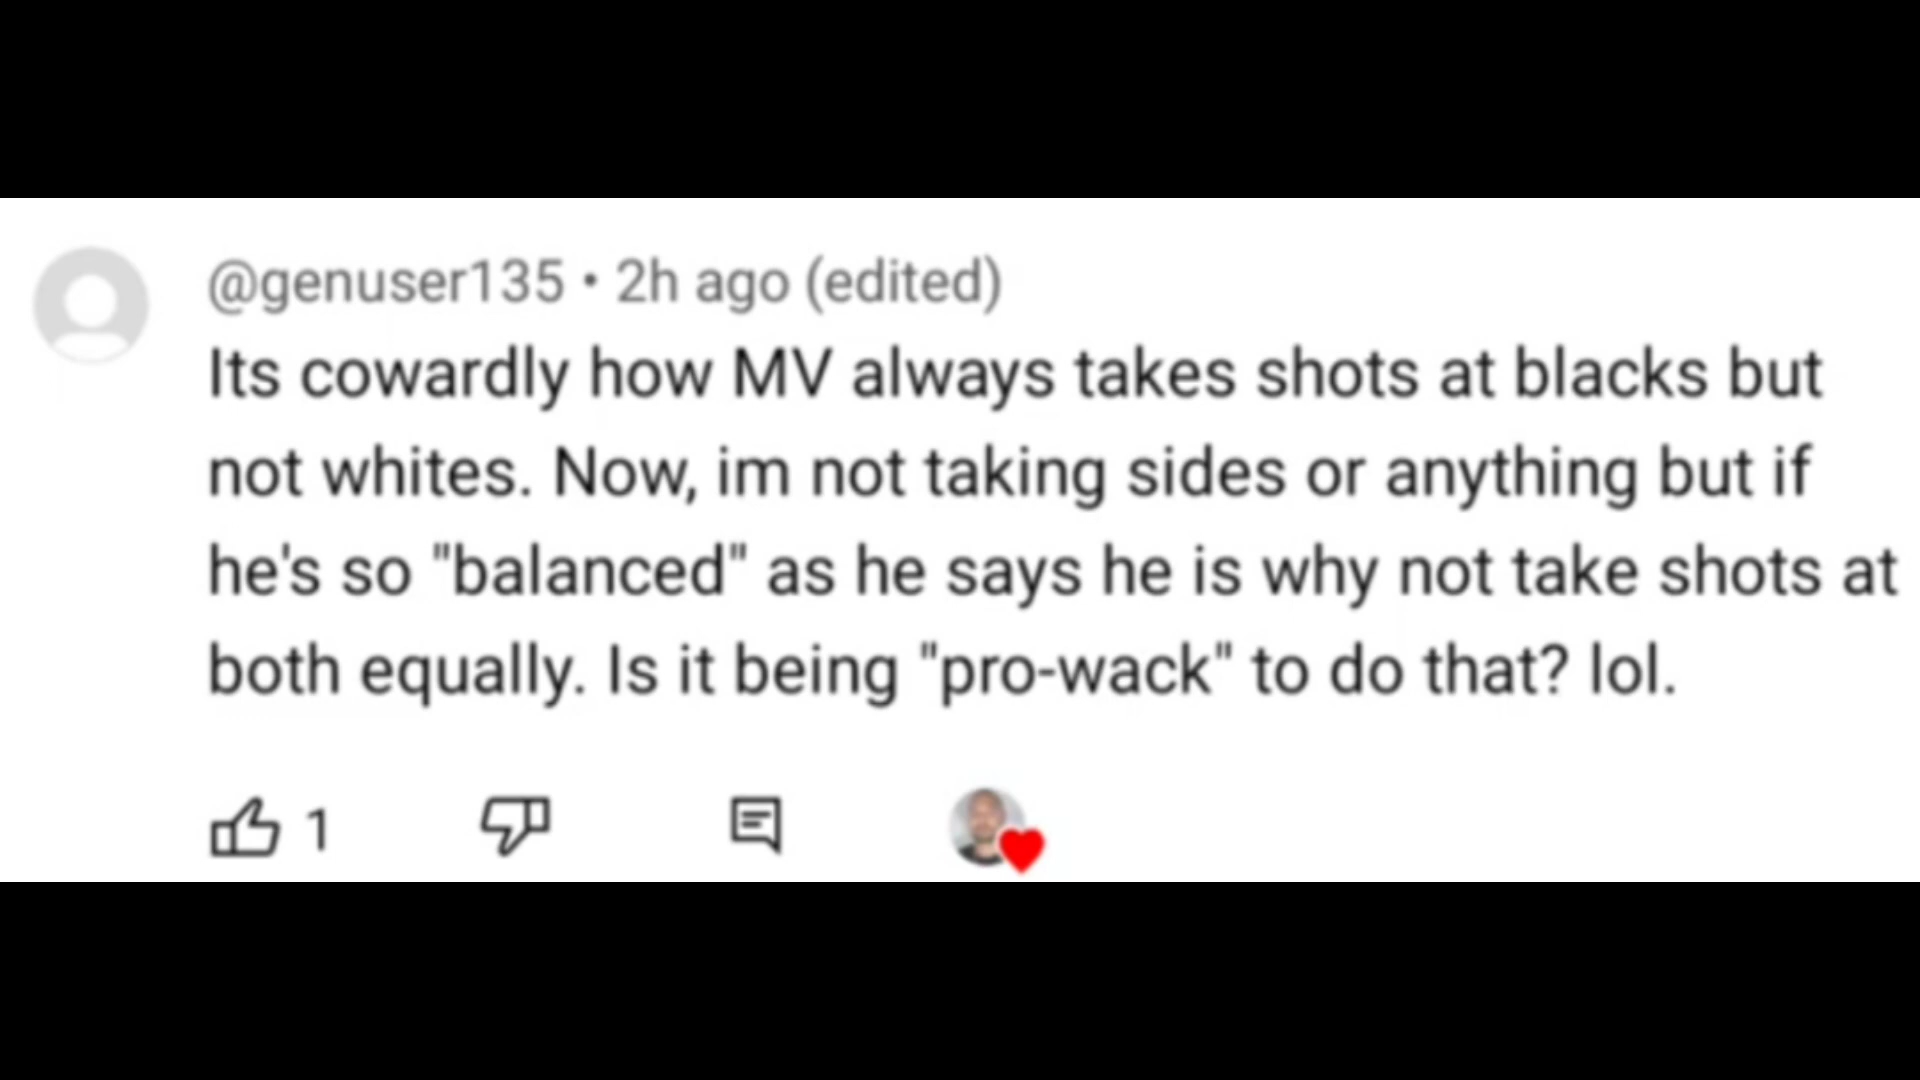 @genuser135 • 2h ago (edited)
Its cowardly how MV always takes shots at blacks but
not whites. Now, im not taking sides or anything but if
he's so "balanced" as he says he is why not take shots at
both equally. Is it being "pro-wack" to do that? lol.
1